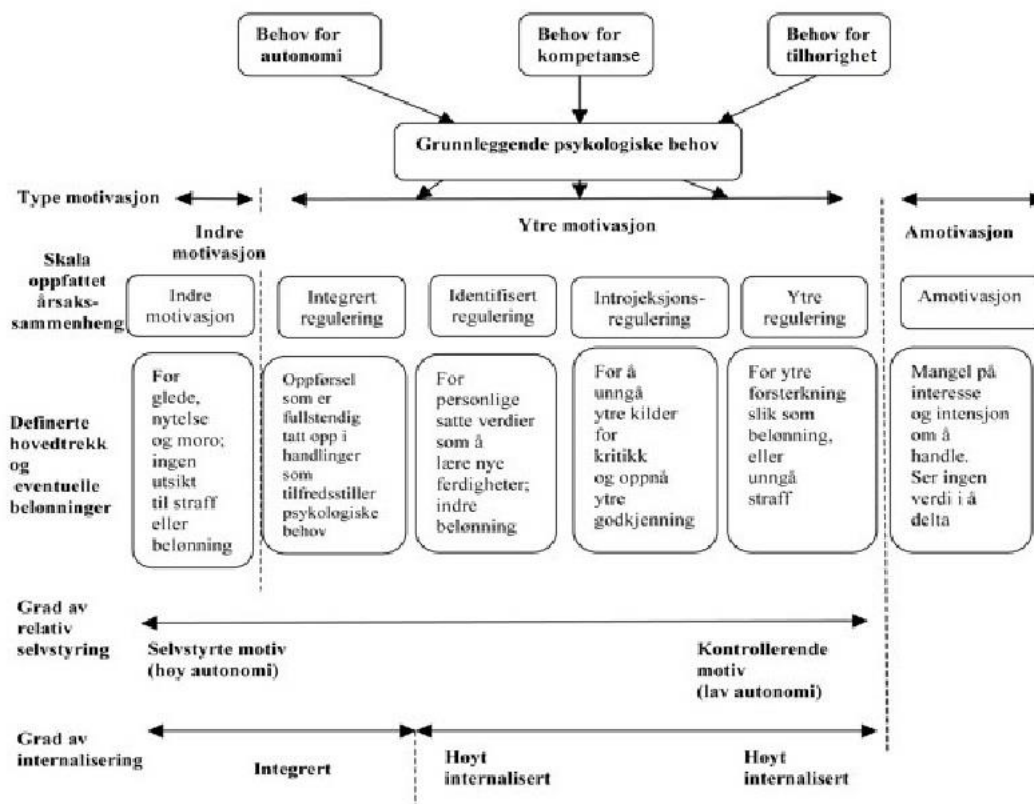 Behov for
autonomi
Behov for
kompetanse
Behov for
tilhorighet
Grunnleggende psykologiske behov
Type motivasjon
Indre
motivasjon
Ytre motivasjon
Amotivasjon
Skala
oppfattet
årsaks-
sammenheng
Indre
motivasjon
Integrert
regulering
Identifisert
regulering
Introjeksjons-
regulering
Ytre
regulering
Amotivasjon
Definerte
hovedtrekk
og
eventuelle
belønninger
For
glede,
nytelse
og moro;
ingen
utsikt
til straff
eller
belønning
Oppførsel
som er
fullstendig
tatt opp i
handlinger
som
tilfredsstiller
psykologiske
behov
For
personlige
satte verdier
som å
lære nye
ferdigheter;
indre
belønning
For å
unngå
ytre kilder
for
kritikk
og oppnå
ytre
godkjenning
For ytre
forsterkning
slik som
belønning,
eller
unngå
straff
Mangel på
interesse
og intensjon
om å
handle.
Ser ingen
verdi i å
delta
Grad av
relativ
selvstyring
Selvstyrte motiv
(høy autonomi)
Kontrollerende
motiv
(lav autonomi)
Grad av
internalisering
Integrert
Høyt
internalisert
Høyt
internalisert